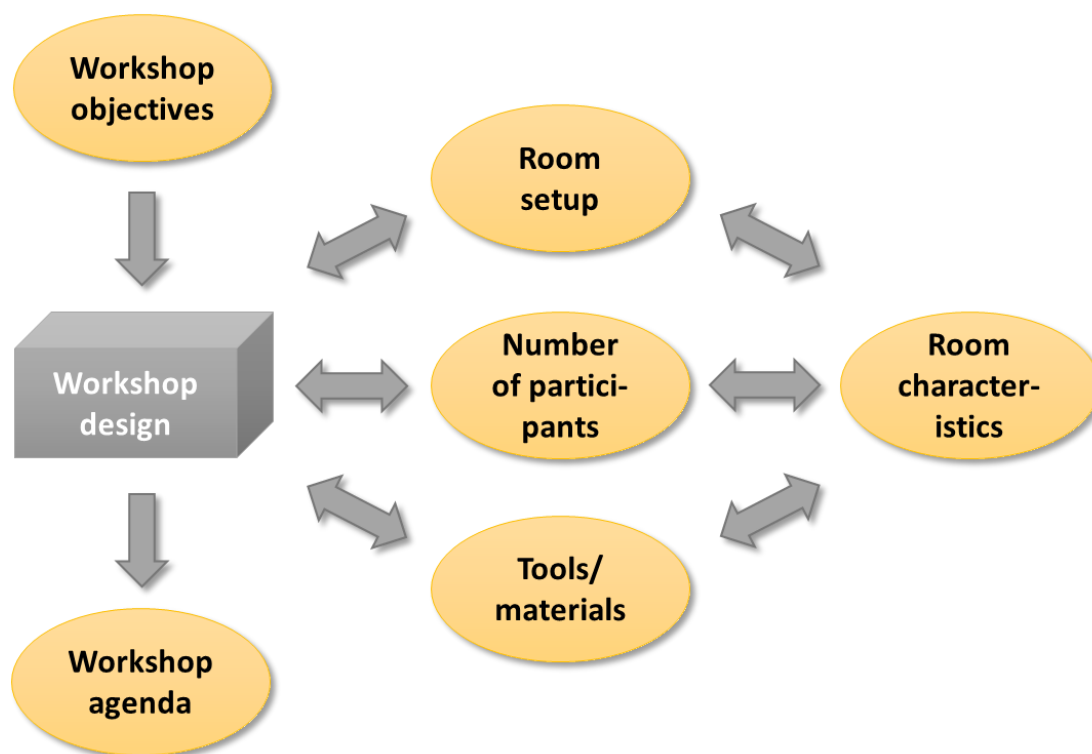 Workshop
objectives
Room
setup
Workshop
design
Number
of partici-
pants
Room
character-
istics
Tools/
materials
Workshop
agenda